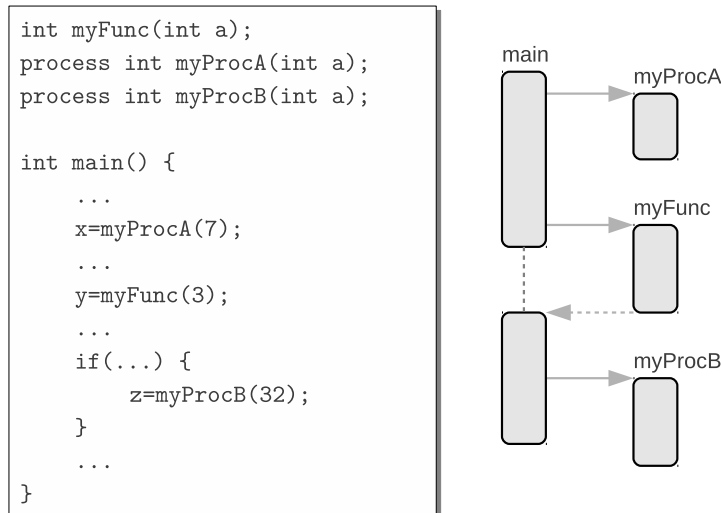 int myFunc(int a);
process int myProcA(int a);
process int myProcB(int a);
int main() {
...
x=myProcA(7);
...
y=myFunc(3);
...
if(...) {
z=myProcB(32);
}
...
}
main
myProcA
myFunc
myProcB